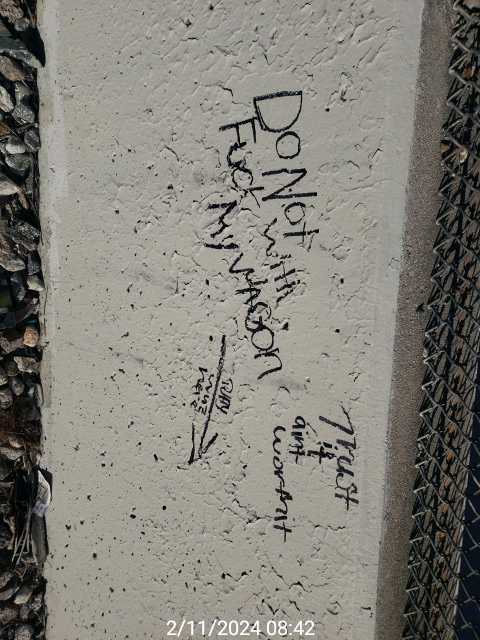 Do Not
Fuck with
My WAGON
Trust
it
aint
worth it
2/11/2024 08:42